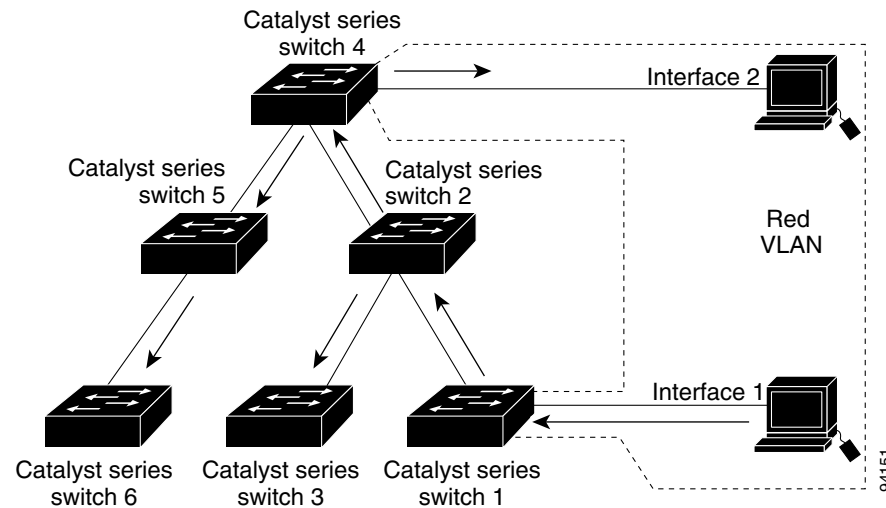 Catalyst series
switch 4
Interface 2
Catalyst series
switch 5
Catalyst series
switch 2
Red
VLAN
Interface 1
Catalyst series
switch 6
Catalyst series
switch 3
Catalyst series
switch 1
94151